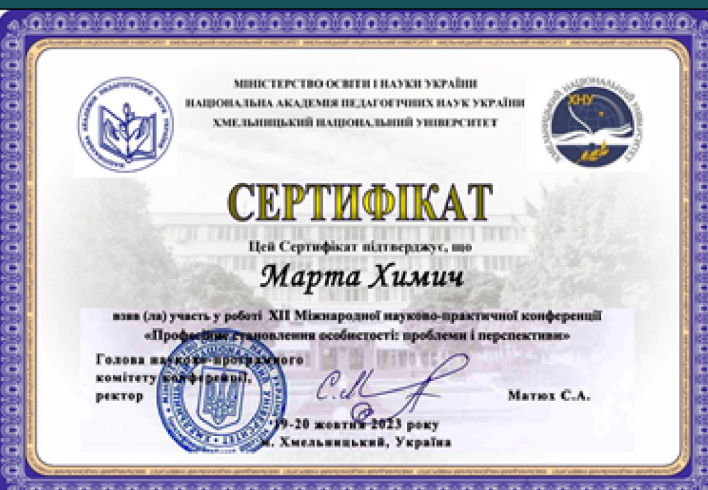 МІНІСТЕРСТВО ОСВІТИ І НАУКИ УКРАЇНИ
НАЦІОНАЛЬНА АКАДЕМІЯ ПЕДАГОГІЧНИХ НАУК УКРАЇНИ
ХМЕЛЬНИЦЬКИЙ НАЦІОНАЛЬНИЙ УНІВЕРСИТЕТ
ХНУ
СЕРТИФІКАТ
Цей Сертифікат підтверджує, що
Марта Химич
взяв (ла) участь у роботі XII Міжнародної науково-практичної конференції
«Професійне становлення особистості: проблеми і перспективи»
Голова науково-програмного
комітету конференції,
ректор
Матюх С.А.
19-20 жовтня 2023 року
м. Хмельницький, Україна